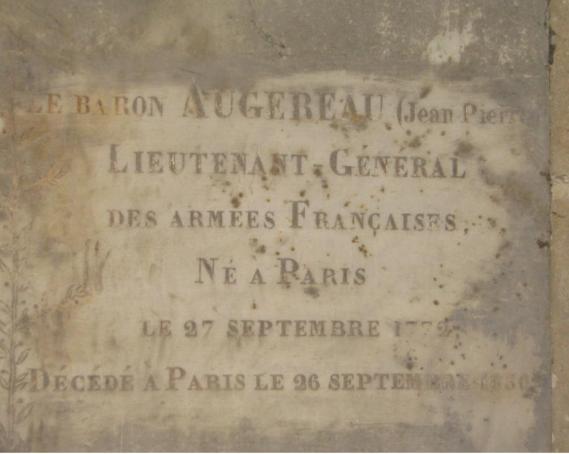 LE BARON AUGEREAU (Jean Pierre
LIEUTENANT-GÉNÉRAL
DES ARMÉES FRANÇAISES,
NÉ A PARIS
LE 27 SEPTEMBRE 1772
DÉCÉDÉ A PARIS LE 26 SEPTEMBRE 1836